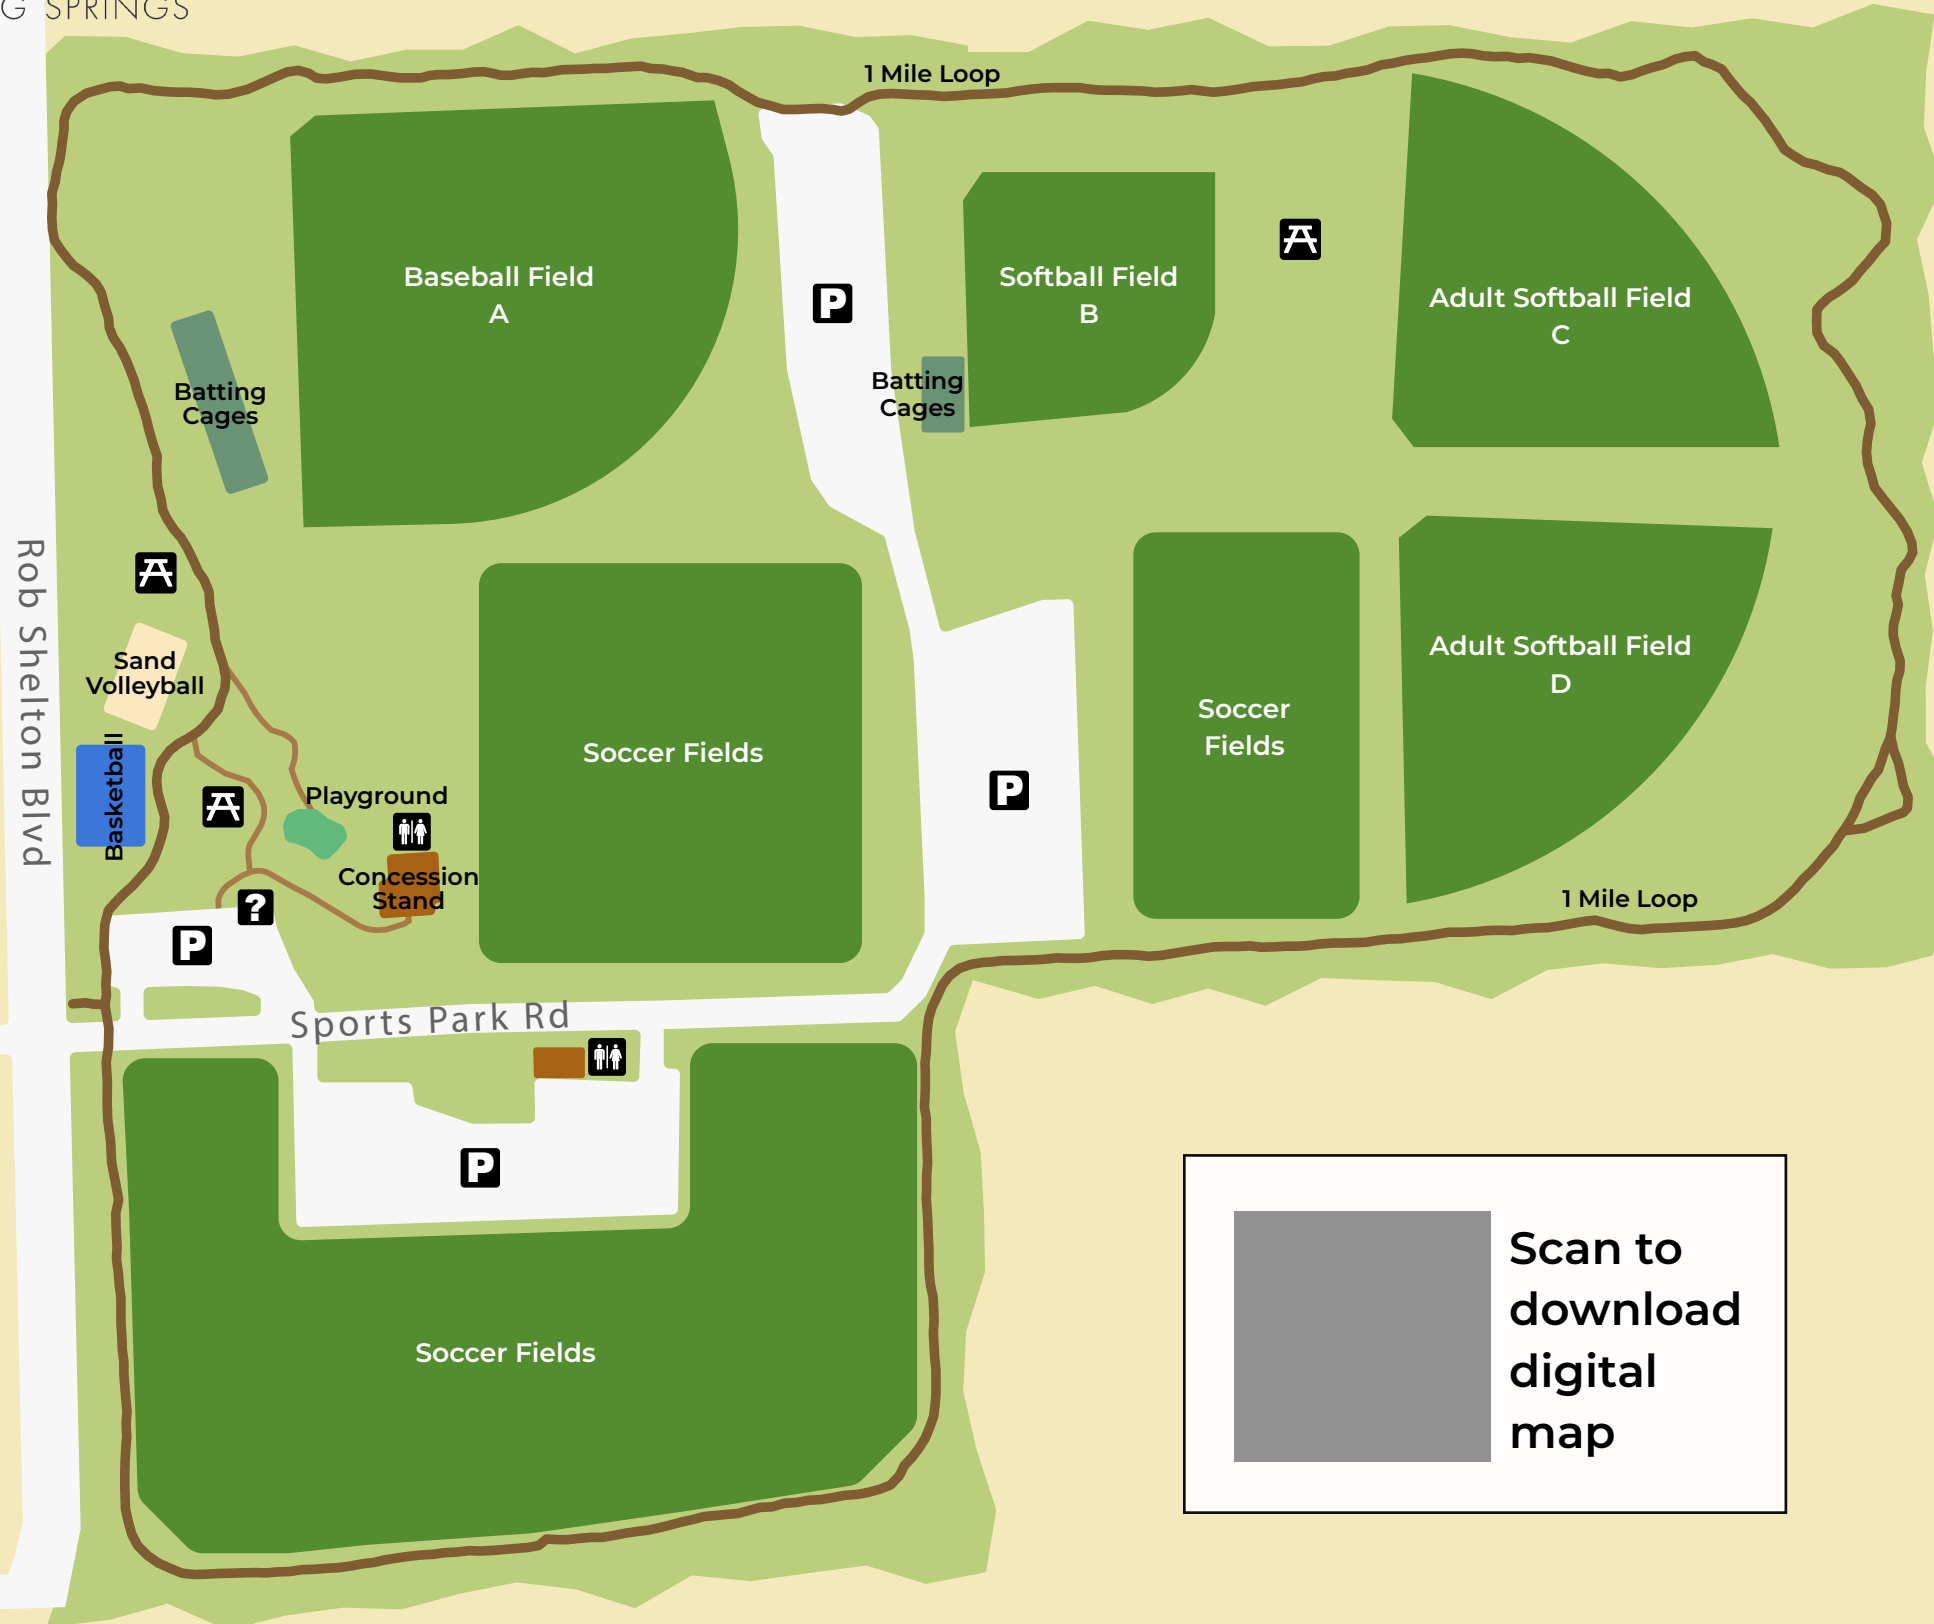 G SPRINGS
1 Mile Loop
Baseball Field
A
Softball Field
B
Adult Softball Field
C
P
Batting
Cages
Batting
Cages
Rob Shelton Blvd
Sand
Volleyball
Basketball
Playground
Concession
Stand
?
P
Soccer Fields
P
Soccer
Fields
Adult Softball Field
D
1 Mile Loop
Sports Park Rd
P
Soccer Fields
Scan to
download
digital
map